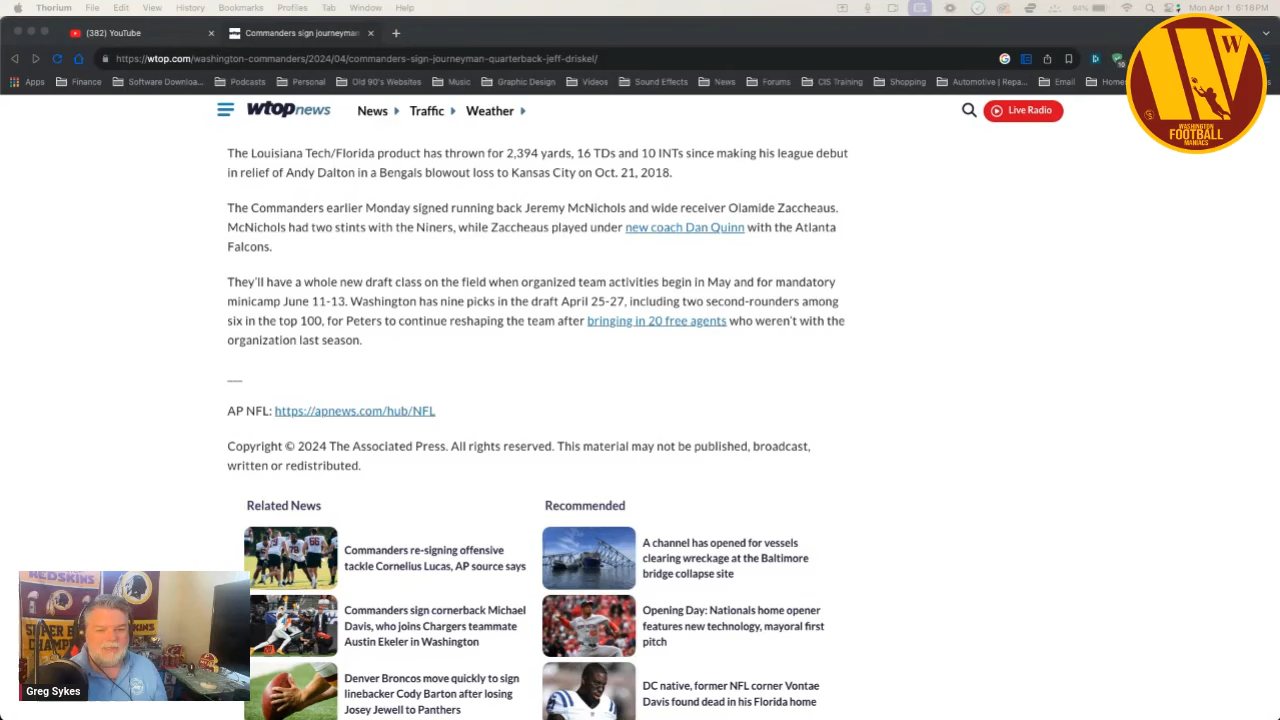 Thorium File Edit View History Bookmarks Profiles Tab Window Help
Mon Apr 1 6:18 PM
(382) YouTube
Commanders sign journeyman
https://wtop.com/washington-commanders/2024/04/commanders-sign-journeyman-quarterback-jeff-driskel/
Apps Finance Software Downloa... Podcasts Personal Old 90's Websites Music Graphic Design Videos Sound Effects News Forums CIS Training Shopping Automotive | Repa... Email
W
WASHINGTON
FOOTBALL
MANIACS
wtopnews News Traffic Weather Live Radio
The Louisiana Tech/Florida product has thrown for 2,394 yards, 16 TDs and 10 INTs since making his league debut
in relief of Andy Dalton in a Bengals blowout loss to Kansas City on Oct. 21, 2018.
The Commanders earlier Monday signed running back Jeremy McNichols and wide receiver Olamide Zaccheaus.
McNichols had two stints with the Niners, while Zaccheaus played under new coach Dan Quinn with the Atlanta
Falcons.
They'll have a whole new draft class on the field when organized team activities begin in May and for mandatory
minicamp June 11-13. Washington has nine picks in the draft April 25-27, including two second-rounders among
six in the top 100, for Peters to continue reshaping the team after bringing in 20 free agents who weren't with the
organization last season.
___
AP NFL: https://apnews.com/hub/NFL
Copyright © 2024 The Associated Press. All rights reserved. This material may not be published, broadcast,
written or redistributed.
Related News
Commanders re-signing offensive
tackle Cornelius Lucas, AP source says
Commanders sign cornerback Michael
Davis, who joins Chargers teammate
Austin Ekeler in Washington
Denver Broncos move quickly to sign
linebacker Cody Barton after losing
Josey Jewell to Panthers
Recommended
A channel has opened for vessels
clearing wreckage at the Baltimore
bridge collapse site
Opening Day: Nationals home opener
features new technology, mayoral first
pitch
DC native, former NFL corner Vontae
Davis found dead in his Florida home
REDSKINS
Greg Sykes